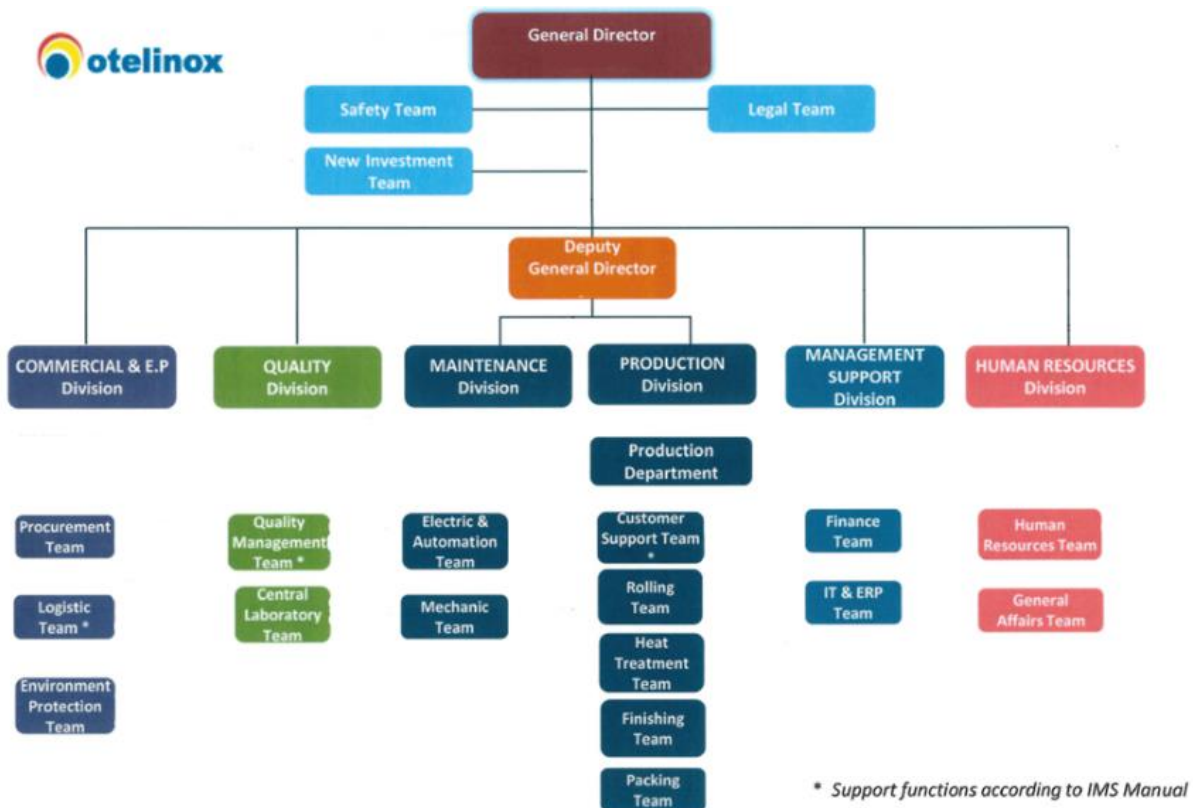 otelinox
General Director
Safety Team
Legal Team
New Investment
Team
Deputy
General Director
COMMERCIAL & E.P
Division
QUALITY
Division
MAINTENANCE
Division
PRODUCTION
Division
MANAGEMENT
SUPPORT
Division
HUMAN RESOURCES
Division
Production
Department
Procurement
Team
Quality
Management
Team *
Electric &
Automation
Team
Customer
Support Team
*
Finance
Team
Human
Resources Team
Logistic
Team *
Central
Laboratory
Team
Mechanic
Team
Rolling
Team
IT & ERP
Team
General
Affairs Team
Environment
Protection
Team
Heat
Treatment
Team
Finishing
Team
Packing
Team
* Support functions according to IMS Manual